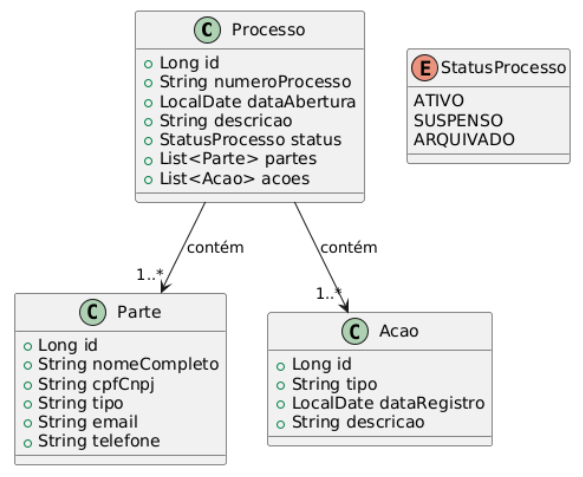 C Processo
Long id
String numeroProcesso
LocalDate dataAbertura
String descricao
StatusProcesso status
List<Parte> partes
List<Acao> acoes
E StatusProcesso
ATIVO
SUSPENSO
ARQUIVADO
contém
contém
1..*
1..*
C Parte
Long id
String nomeCompleto
String cpfCnpj
String tipo
String email
String telefone
C Acao
Long id
String tipo
LocalDate dataRegistro
String descricao